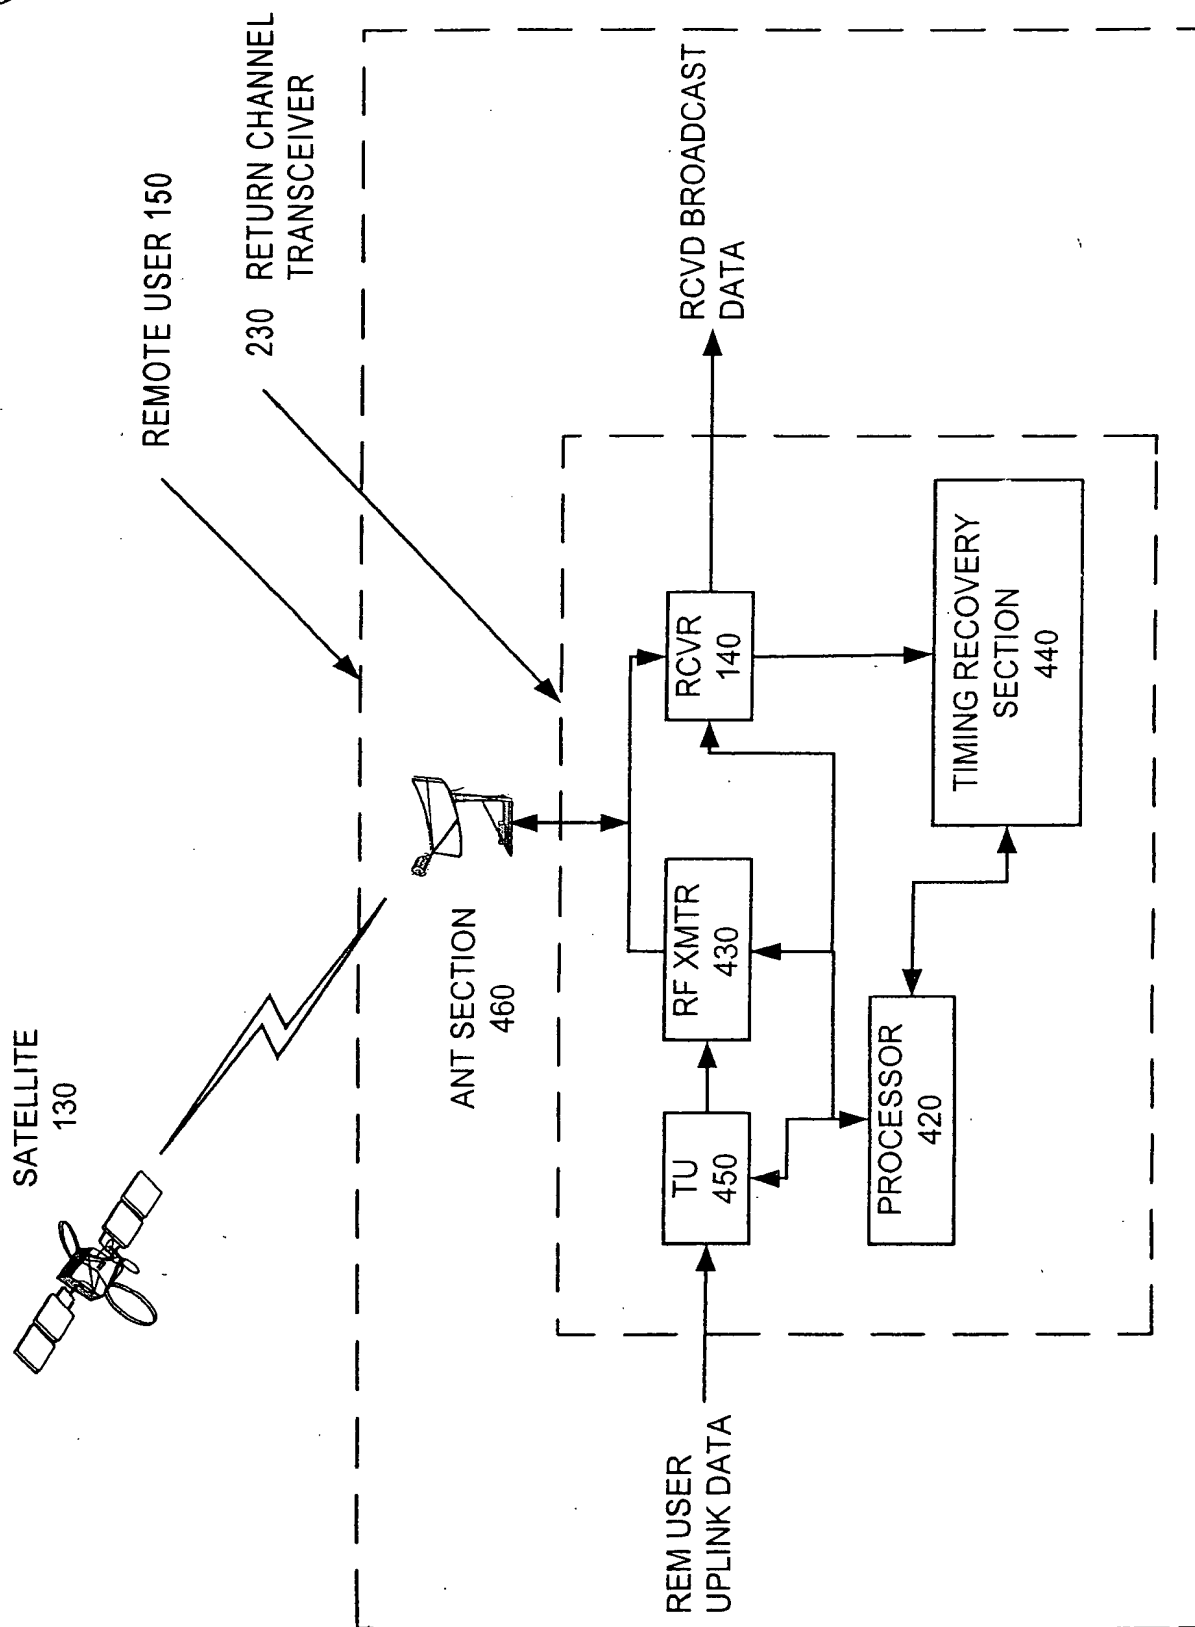 SATELLITE
130
REMOTE USER 150
230 RETURN CHANNEL
TRANSCEIVER
ANT SECTION
460
REM USER
UPLINK DATA
TU
450
RF XMTR
430
RCVR
140
RCVD BROADCAST
DATA
PROCESSOR
420
TIMING RECOVERY
SECTION
440